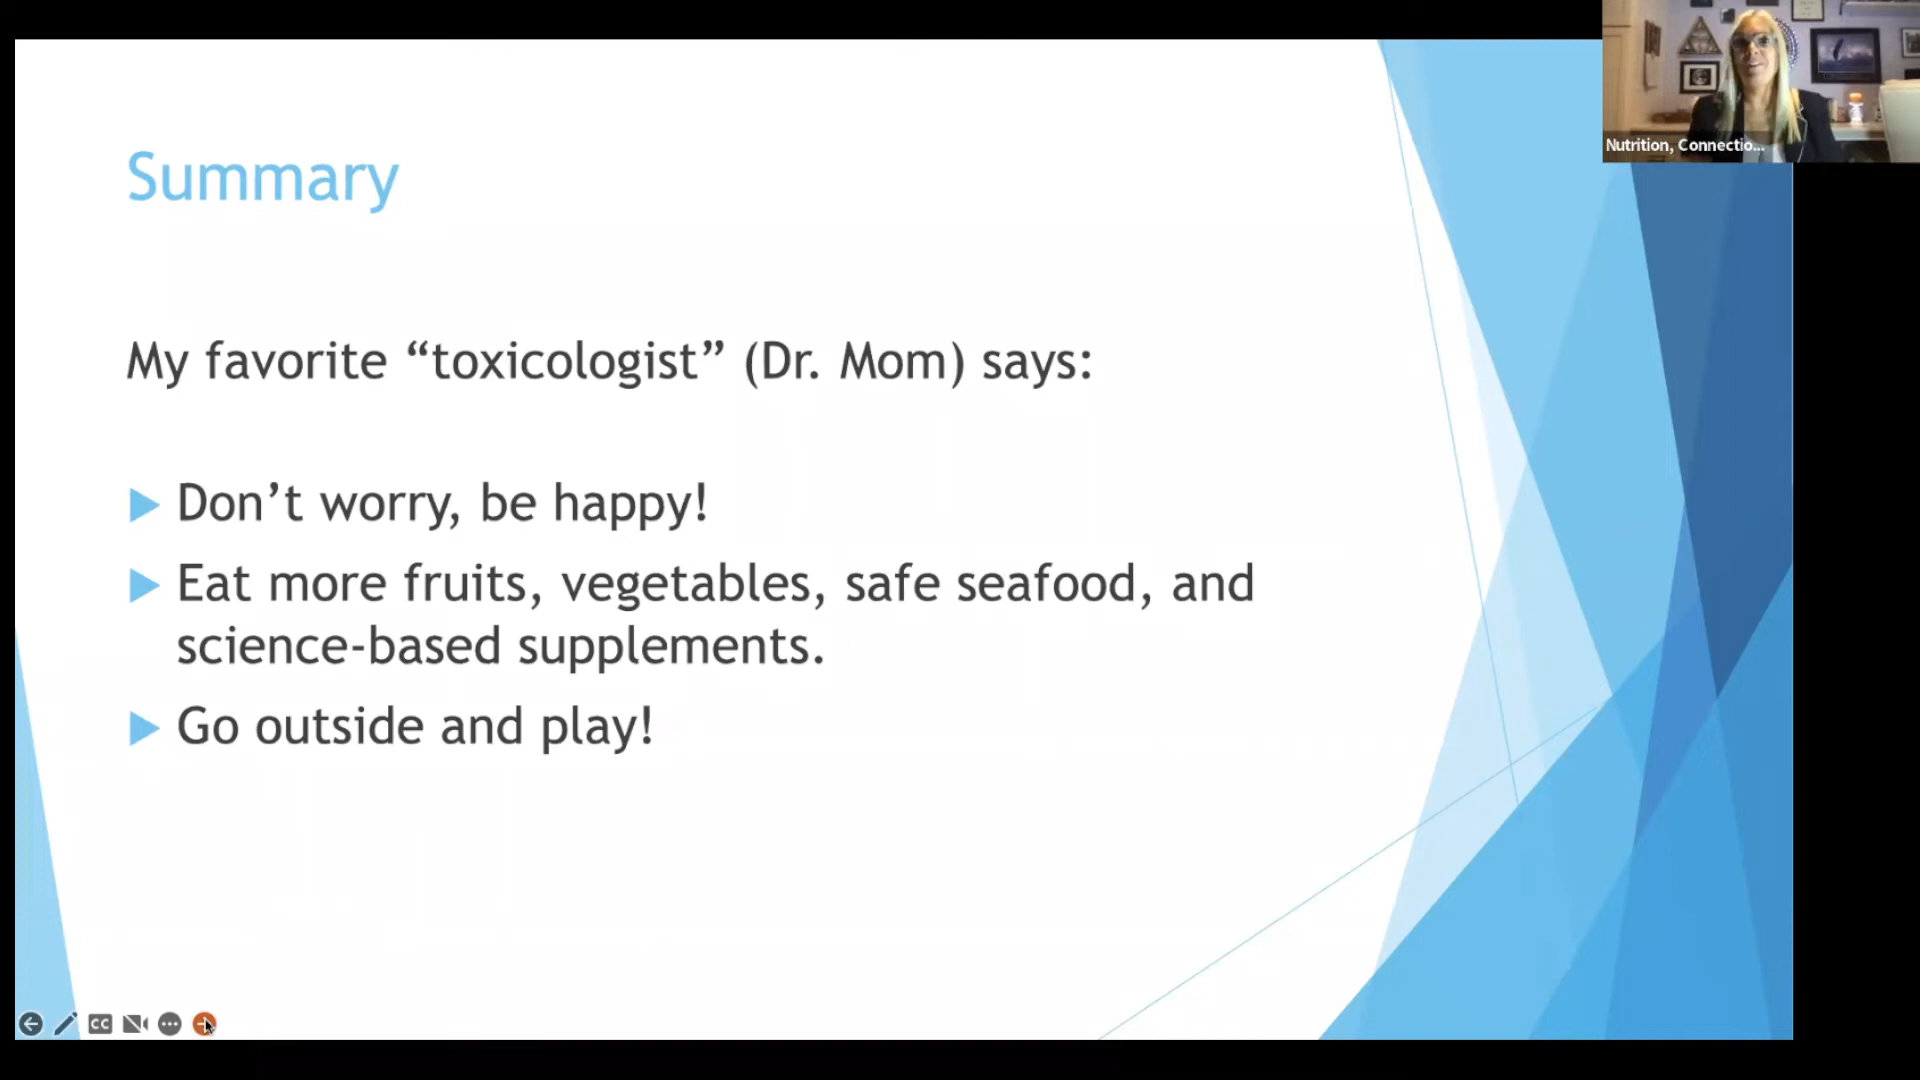 Nutrition, Connectio...
Summary
My favorite “toxicologist” (Dr. Mom) says:
Don’t worry, be happy!
Eat more fruits, vegetables, safe seafood, and
science-based supplements.
Go outside and play!
CC